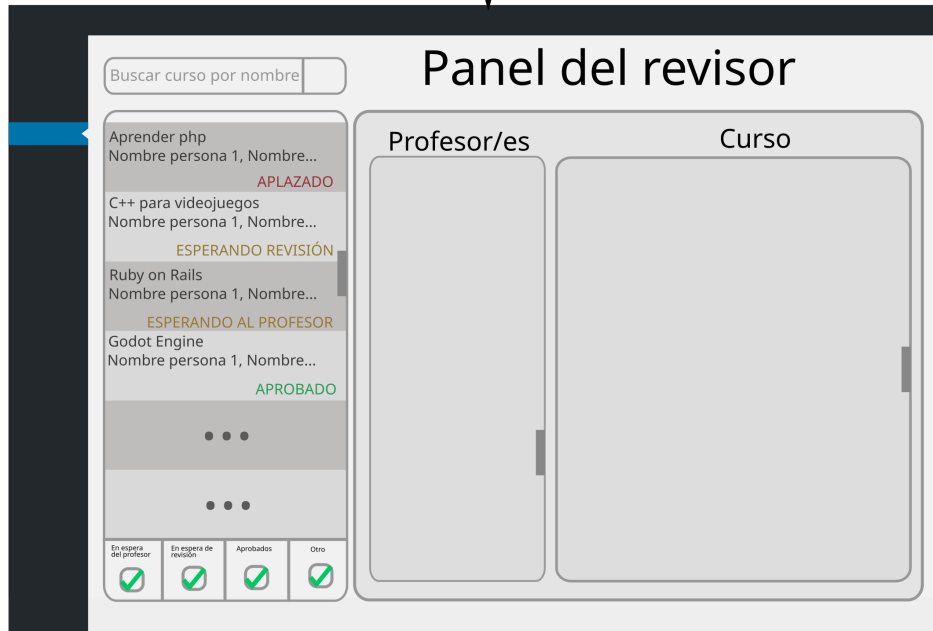 Panel del revisor
Buscar curso por nombre
Aprender php
Nombre persona 1, Nombre...
APLAZADO
C++ para videojuegos
Nombre persona 1, Nombre...
ESPERANDO REVISIÓN
Ruby on Rails
Nombre persona 1, Nombre...
ESPERANDO AL PROFESOR
Godot Engine
Nombre persona 1, Nombre...
APROBADO
...
...
En espera
del profesor
En espera de
revisión
Aprobados
Otro
Profesor/es
Curso